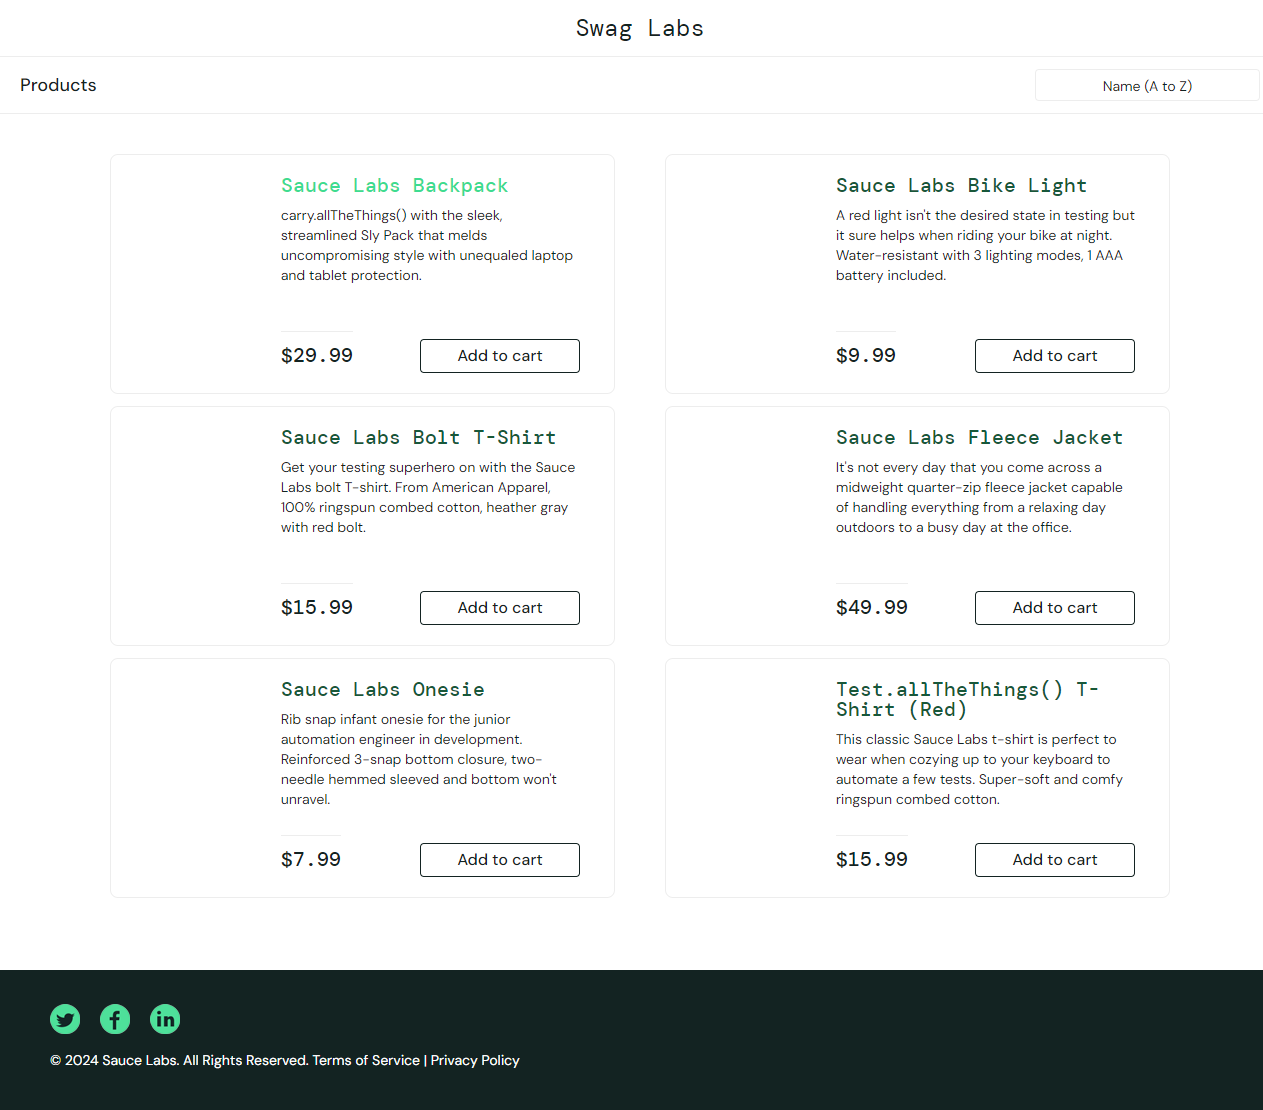 Swag Labs
Products
Name (A to Z)
Sauce Labs Backpack
carry.allTheThings() with the sleek,
streamlined Sly Pack that melds
uncompromising style with unequaled laptop
and tablet protection.
$29.99
Add to cart
Sauce Labs Bike Light
A red light isn't the desired state in testing but
it sure helps when riding your bike at night.
Water-resistant with 3 lighting modes, 1 AAA
battery included.
$9.99
Add to cart
Sauce Labs Bolt T-Shirt
Get your testing superhero on with the Sauce
Labs bolt T-shirt. From American Apparel,
100% ringspun combed cotton, heather gray
with red bolt.
$15.99
Add to cart
Sauce Labs Fleece Jacket
It's not every day that you come across a
midweight quarter-zip fleece jacket capable
of handling everything from a relaxing day
outdoors to a busy day at the office.
$49.99
Add to cart
Sauce Labs Onesie
Rib snap infant onesie for the junior
automation engineer in development.
Reinforced 3-snap bottom closure, two-
needle hemmed sleeved and bottom won't
unravel.
$7.99
Add to cart
Test.allTheThings() T-
Shirt (Red)
This classic Sauce Labs t-shirt is perfect to
wear when cozying up to your keyboard to
automate a few tests. Super-soft and comfy
ringspun combed cotton.
$15.99
Add to cart
© 2024 Sauce Labs. All Rights Reserved. Terms of Service | Privacy Policy